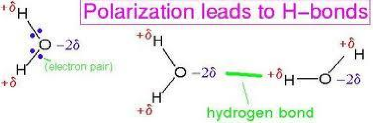 Polarization leads to H-bonds
+δ
H
O -2δ
(electron pair)
H
+δ
+δ
H
O -2δ
H
+δ
hydrogen bond
+δ
H
+δ H
O
-2δ